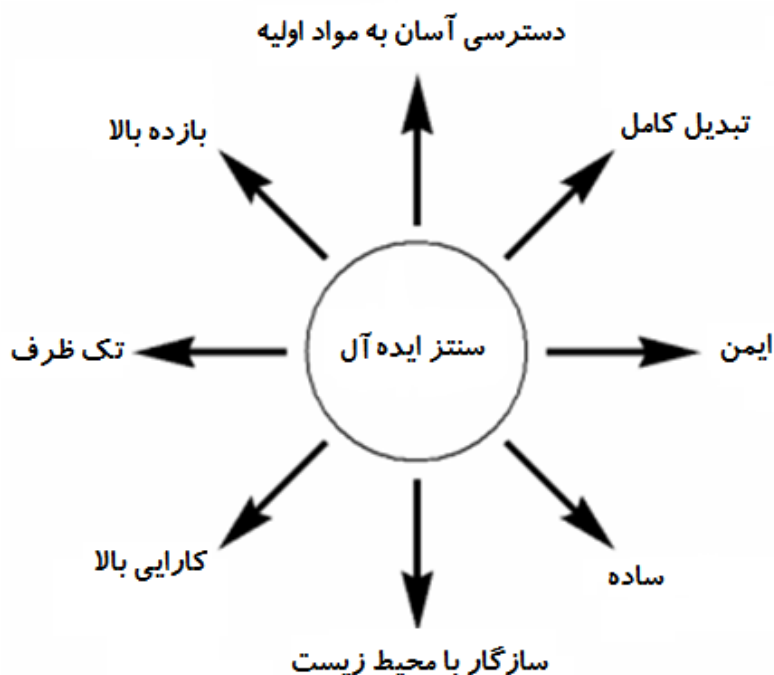 دسترسی آسان به مواد اولیه
تبدیل کامل
بازده بالا
ایمن
سنتز ایده آل
تک ظرف
ساده
کارایی بالا
سازگار با محیط زیست